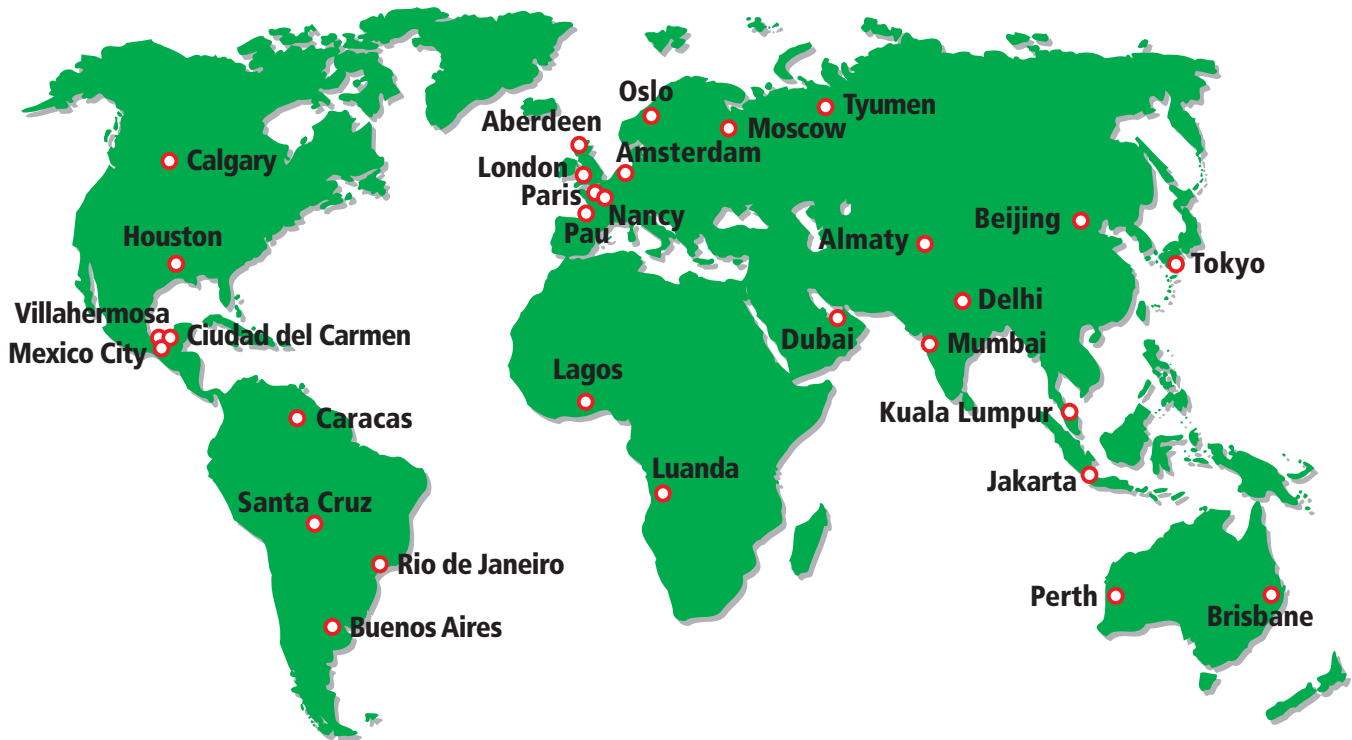 Oslo
Tyumen
Aberdeen
Moscow
Calgary
London
Amsterdam
Paris
Nancy
Pau
Houston
Almaty
Beijing
Tokyo
Villahermosa
Ciudad del Carmen
Mexico City
Delhi
Dubai
Mumbai
Lagos
Caracas
Kuala Lumpur
Luanda
Jakarta
Santa Cruz
Rio de Janeiro
Perth
Brisbane
Buenos Aires